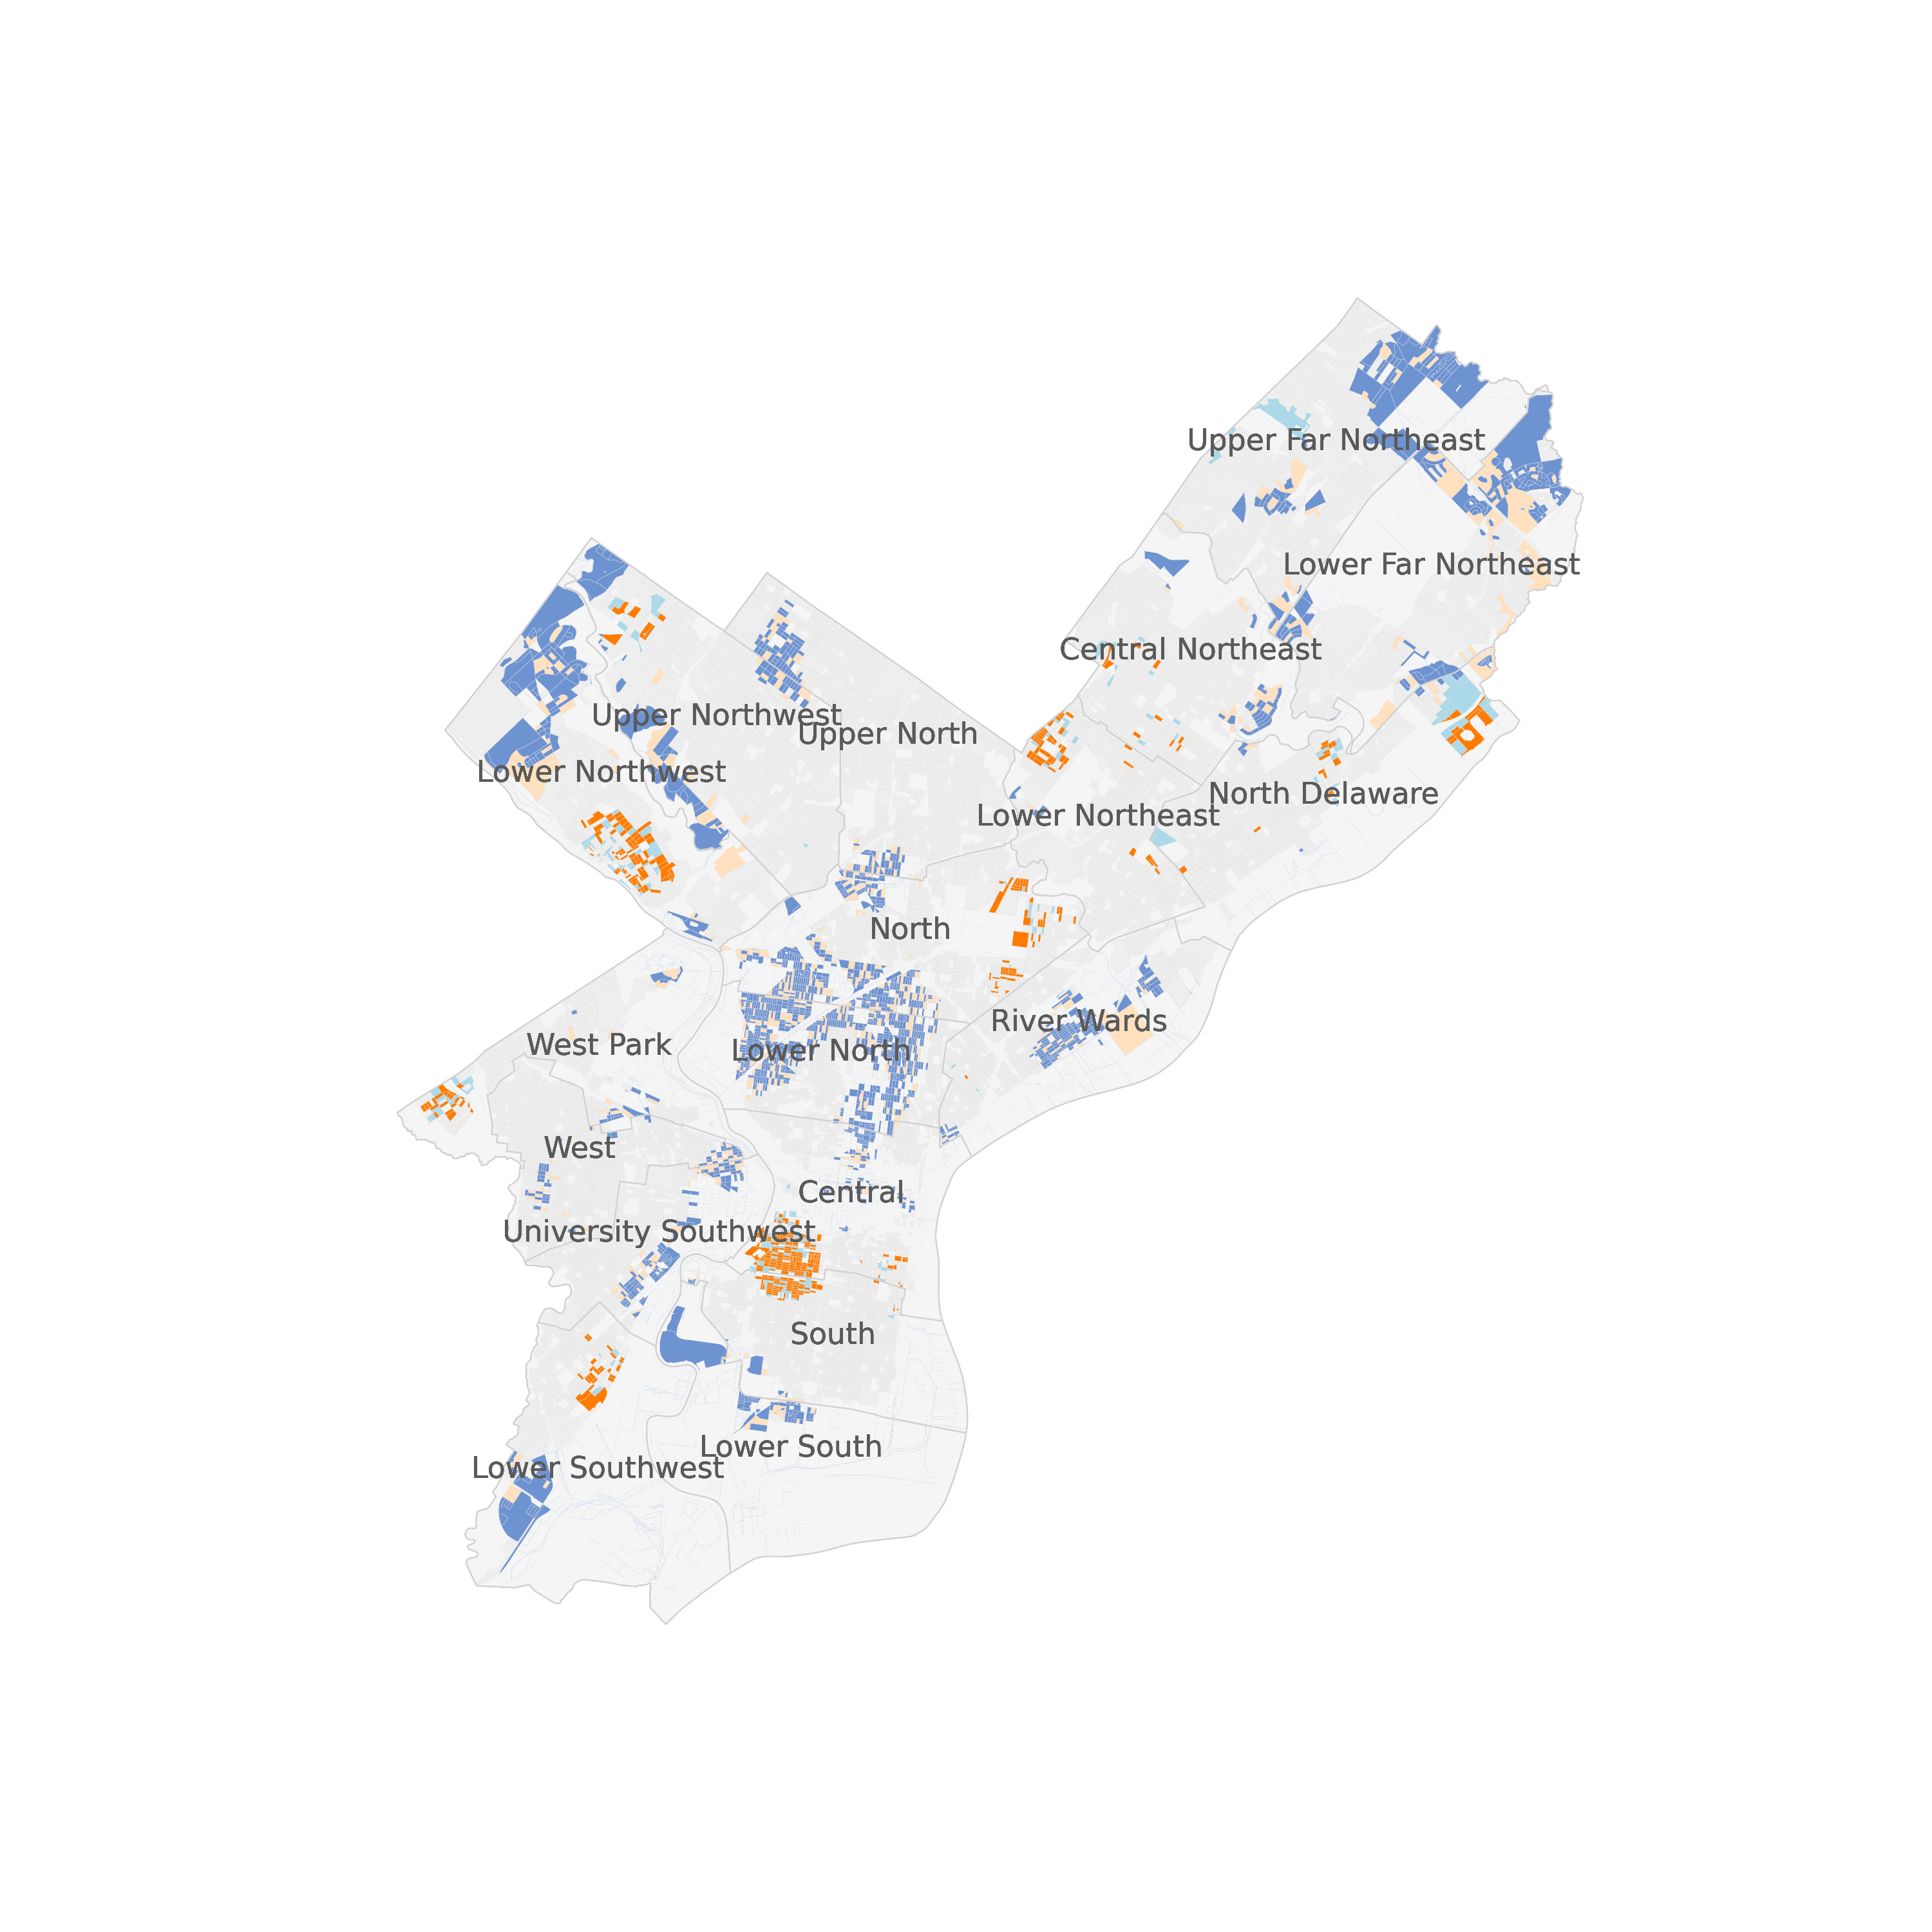 Upper Far Northeast
Lower Far Northeast
Central Northeast
Upper Northwest
Upper North
Lower Northwest
North Delaware
Lower Northeast
North
River Wards
West Park
Lower North
West
Central
University Southwest
South
Lower South
Lower Southwest